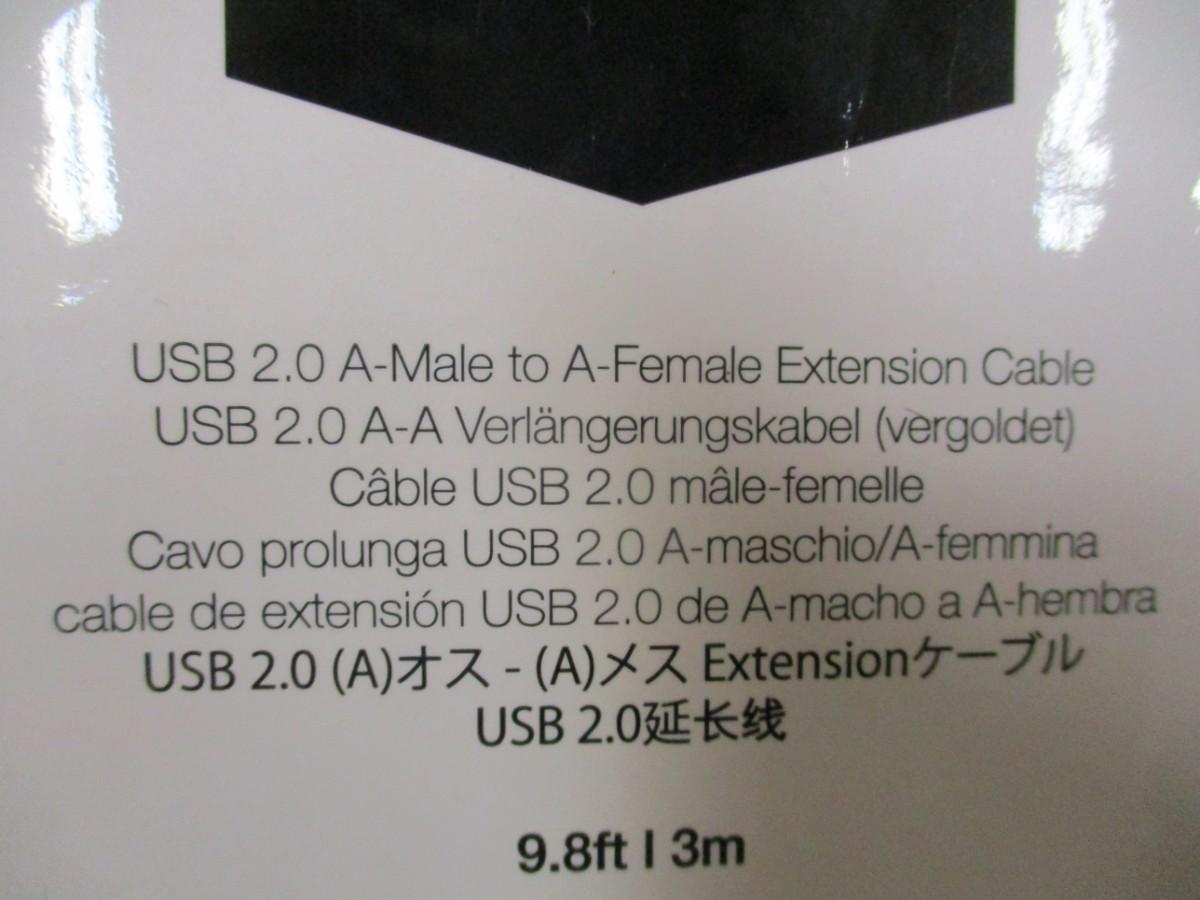 USB 2.0 A-Male to A-Female Extension Cable
USB 2.0 A-A Verlängerungskabel (vergoldet)
Câble USB 2.0 mâle-femelle
Cavo prolunga USB 2.0 A-maschio/A-femmina
cable de extensión USB 2.0 de A-macho a A-hembra
USB 2.0 (A)オス - (A)メス Extensionケーブル
USB 2.0延长线
9.8ft | 3m